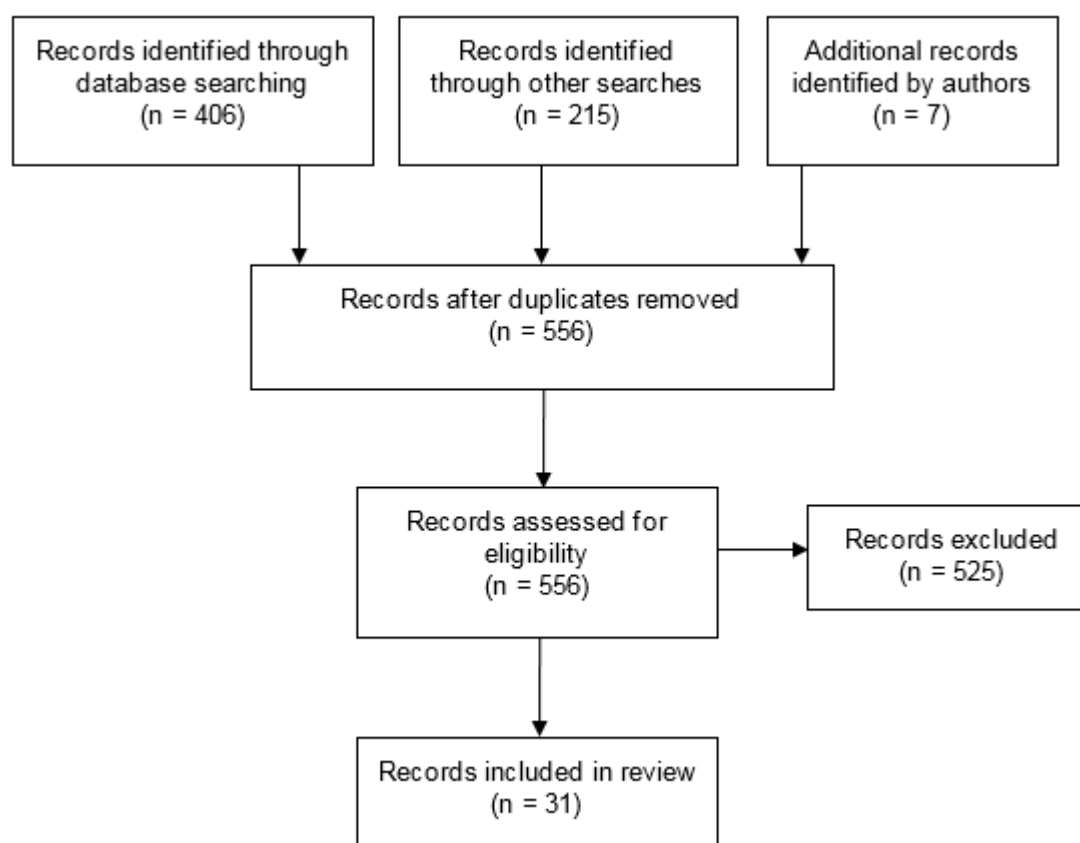 Records identified through
database searching
(n = 406)
Records identified
through other searches
(n = 215)
Additional records
identified by authors
(n = 7)
Records after duplicates removed
(n = 556)
Records assessed for
eligibility
(n = 556)
Records excluded
(n = 525)
Records included in review
(n = 31)